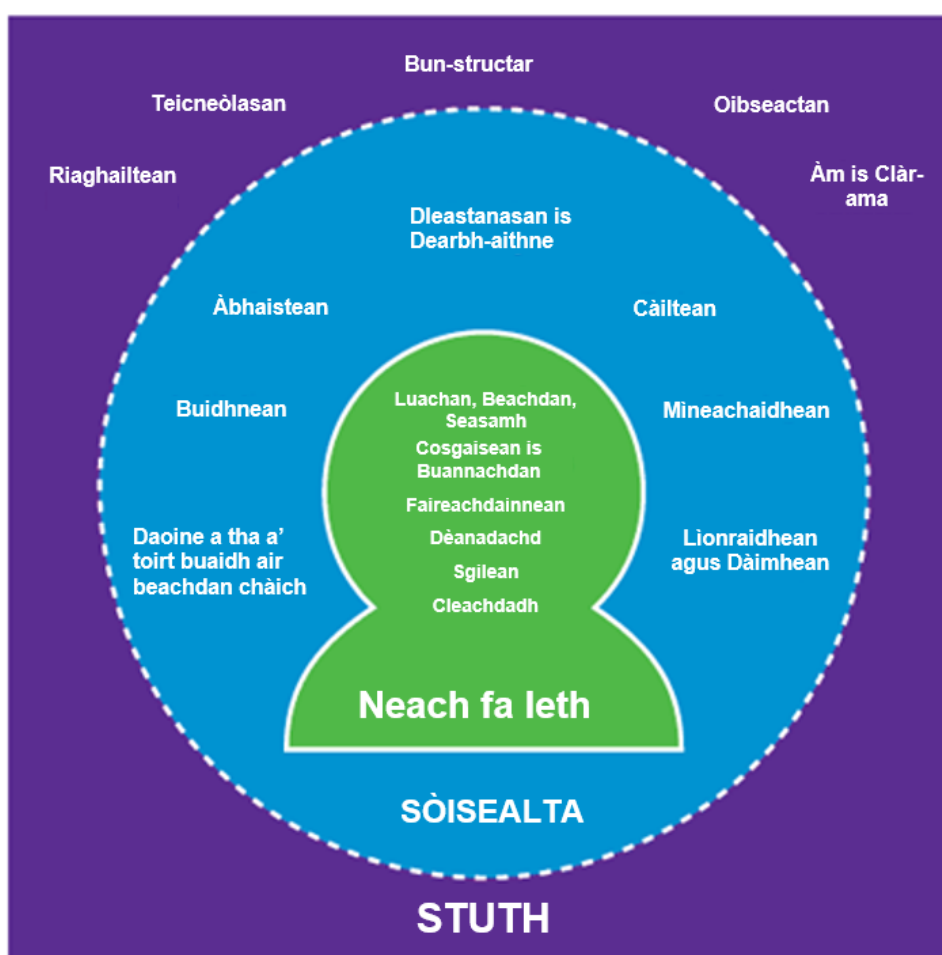 Bun-structar
Teicneòlasan
Oibseactan
Riaghailtean
Àm is Clàr-
ama
Dleastanasan is
Dearbh-aithne
Àbhaistean
Càiltean
Buidhnean
Mìneachaidhean
Daoine a tha a’
toirt buaidh air
beachdan chàich
Lìonraidhean
agus Dàimhean
Luachan, Beachdan,
Seasamh
Cosgaisean is
Buannachdan
Faireachdainnean
Dèanadachd
Sgilean
Cleachdadh
Neach fa leth
SÒISEALTA
STUTH